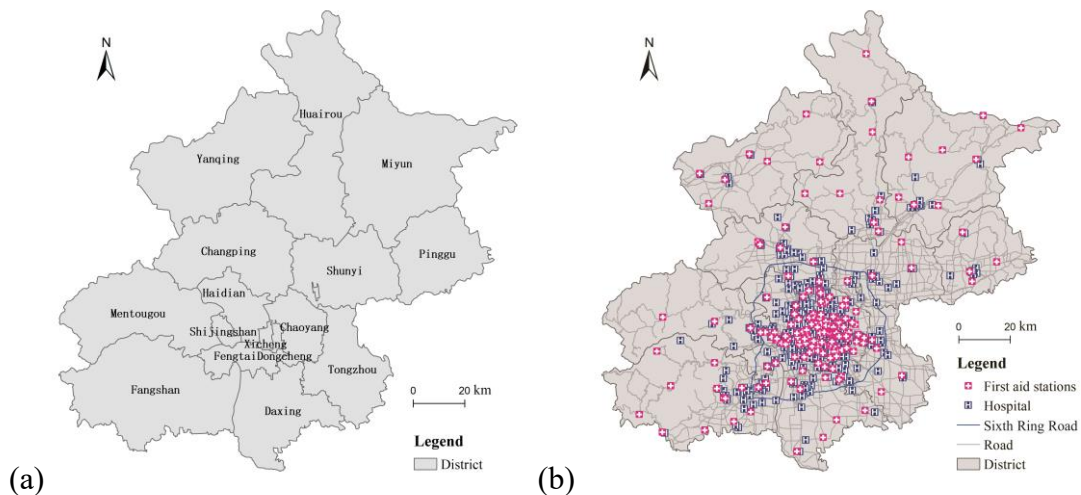 N
Huairou
Yanqing
Miyun
Changping
Pinggu
Shunyi
Haidian
Mentougou
Shijingshan
Chaoyang
Xicheng
FengtaiDongcheng
Tongzhou
Fangshan
Daxing
0 20 km
Legend
District
(a)
N
0 20 km
Legend
First aid stations
Hospital
Sixth Ring Road
Road
District
(b)